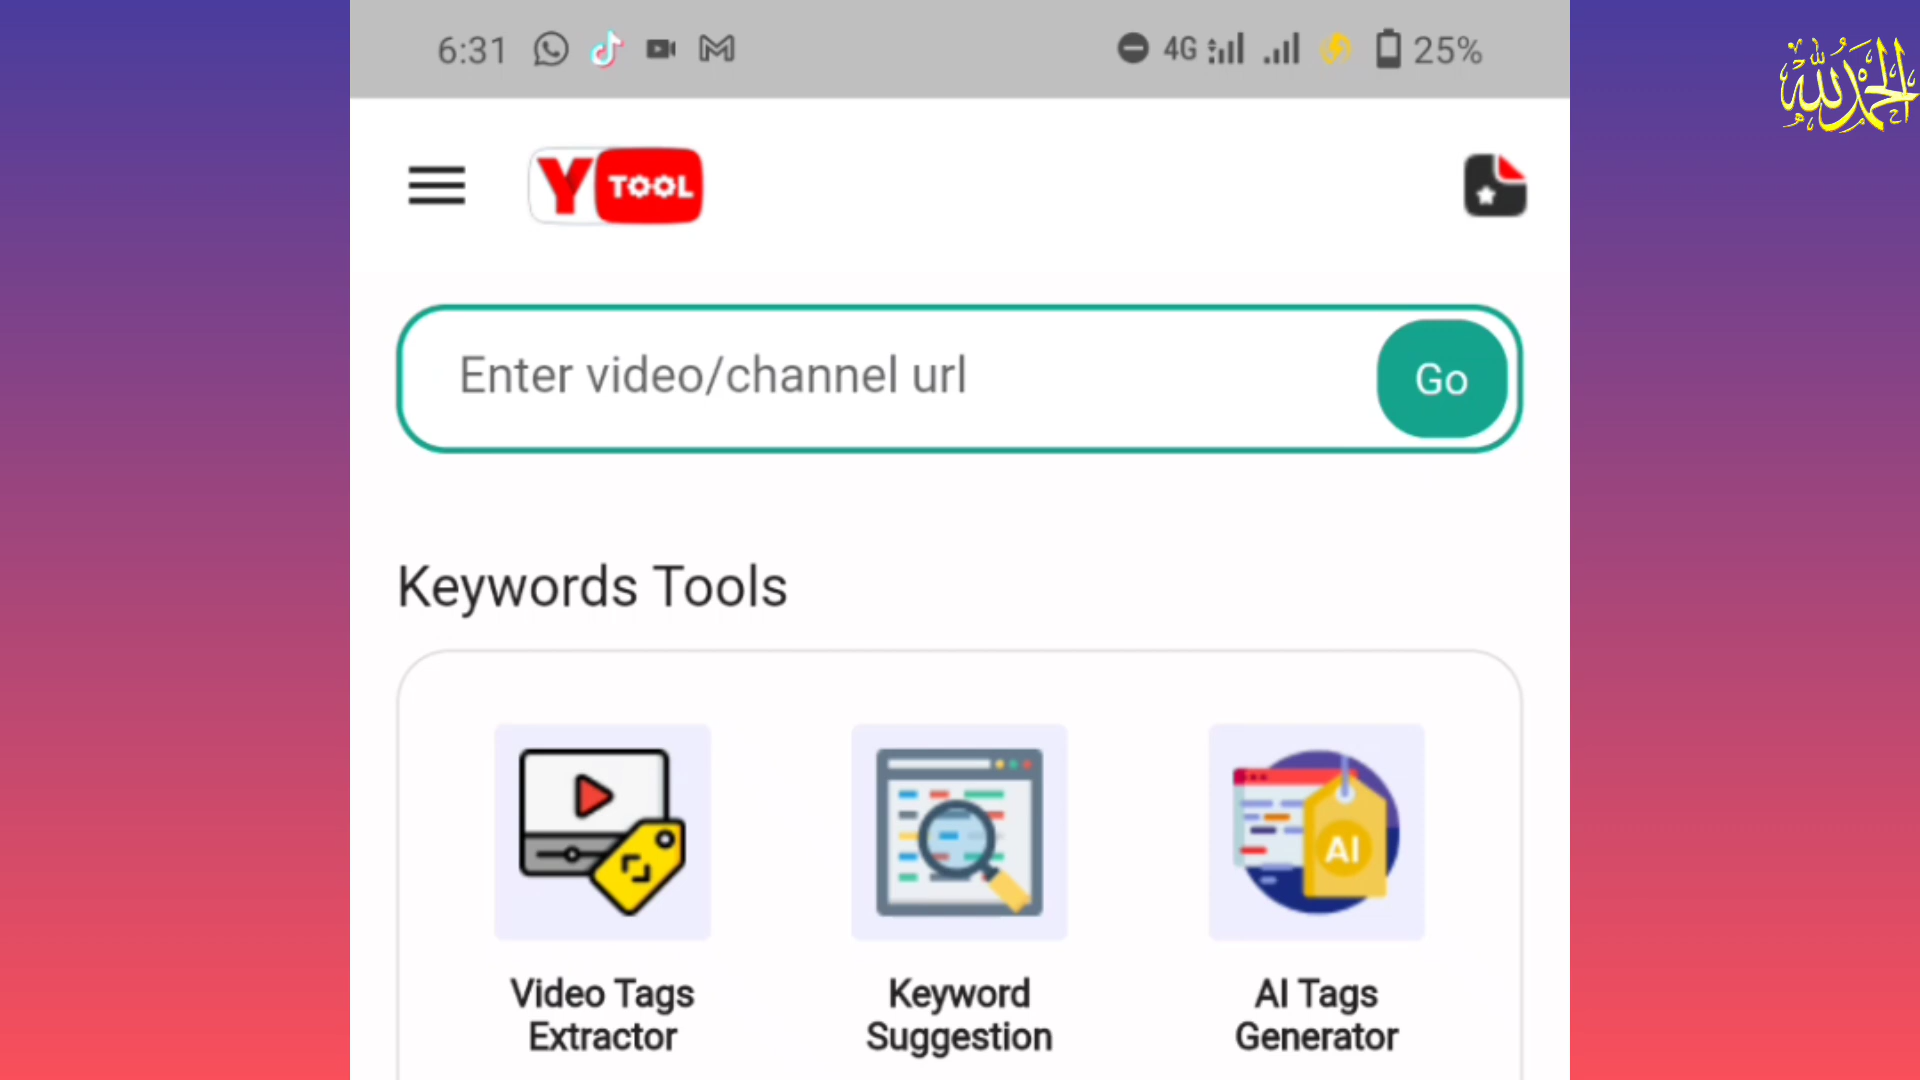 6:31 4G 25%
الحمد لله
Y TOOL
Enter video/channel url
Go
Keywords Tools
AI
Video Tags Extractor
Keyword Suggestion
AI Tags Generator